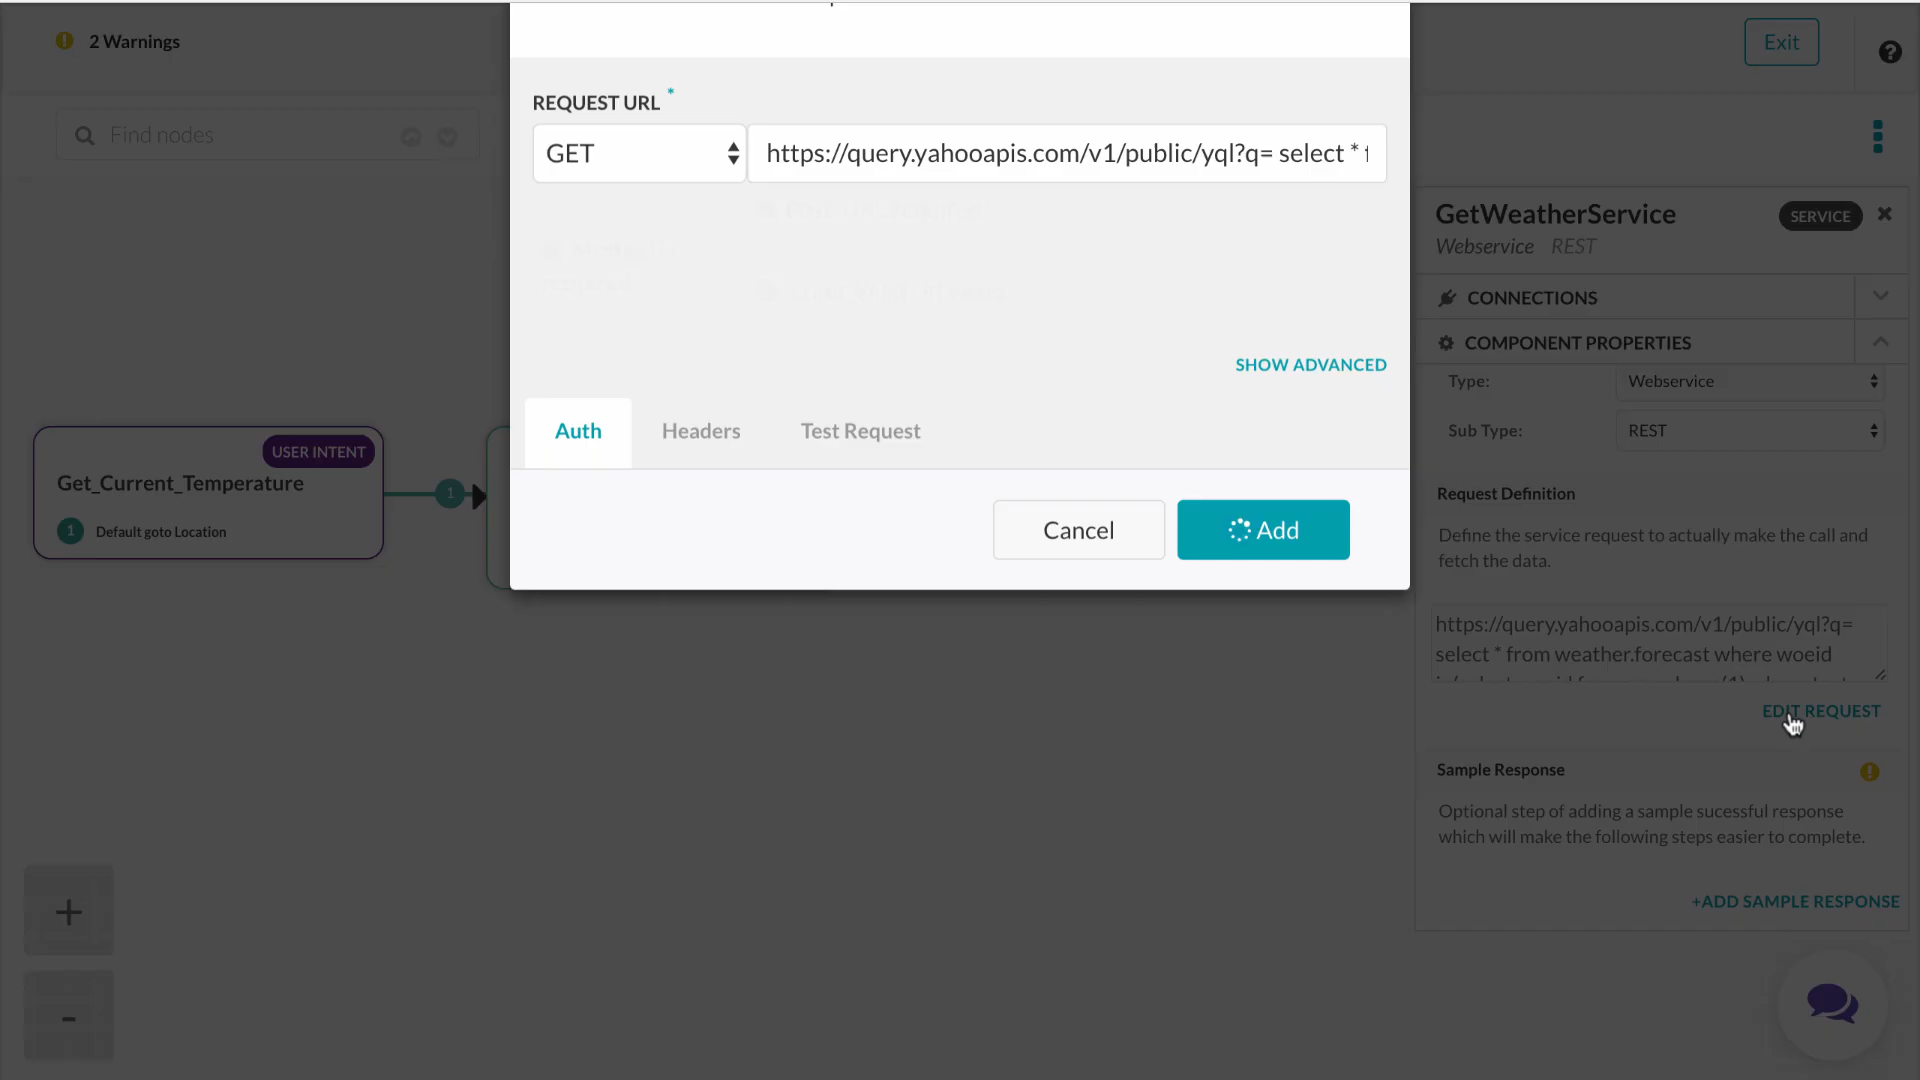 2 Warnings
Exit
Find nodes
REQUEST URL *
GET
https://query.yahooapis.com/v1/public/yql?q= select *
SHOW ADVANCED
Auth
Headers
Test Request
Cancel
Add
USER INTENT
Get_Current_Temperature
1 Default goto Location
1
GetWeatherService
SERVICE
Webservice REST
CONNECTIONS
COMPONENT PROPERTIES
Type: Webservice
Sub Type: REST
Request Definition
Define the service request to actually make the call and
fetch the data.
https://query.yahooapis.com/v1/public/yql?q=
select * from weather.forecast where woeid
EDIT REQUEST
Sample Response
Optional step of adding a sample sucessful response
which will make the following steps easier to complete.
+ADD SAMPLE RESPONSE